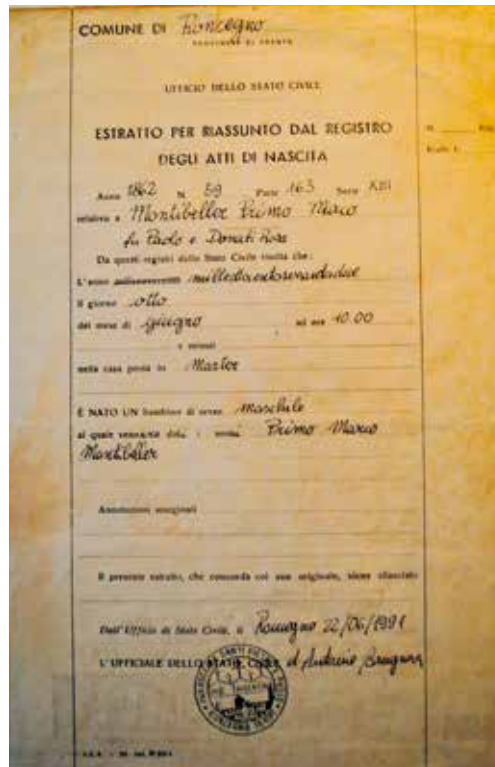 COMUNE DI Roncegno
PROVINCIA DI TRENTO
UFFICIO DELLO STATO CIVILE
ESTRATTO PER RIASSUNTO DAL REGISTRO
DEGLI ATTI DI NASCITA
Anno 1862 N. 59 Parte 163 Serie XIII
relativo a Montibeller Primo Marco
fu Paolo e Donati Rosa
Da questi registri dello Stato Civile risulta che:
L'anno milleottocentosessantadue
il giorno otto
del mese di giugno ad ore 10.00
e minuti
nella casa posta in Marter
È NATO UN bambino di sesso Maschile
al quale vennero dati i nomi Primo Marco
Montibeller
Annotazioni marginali
Il presente estratto, che concorda col suo originale, viene rilasciato
Dall'Ufficio di Stato Civile, li Roncegno 22/06/1991
L'UFFICIALE DELLO STATO CIVILE